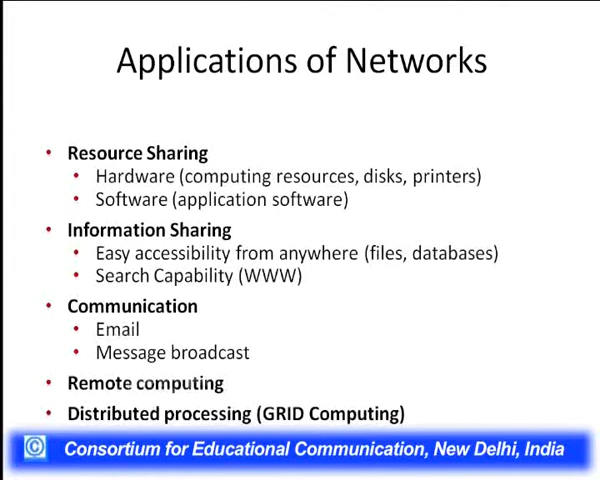 Applications of Networks
• Resource Sharing
• Hardware (computing resources, disks, printers)
• Software (application software)
• Information Sharing
• Easy accessibility from anywhere (files, databases)
• Search Capability (WWW)
• Communication
• Email
• Message broadcast
• Remote computing
• Distributed processing (GRID Computing)
© Consortium for Educational Communication, New Delhi, India